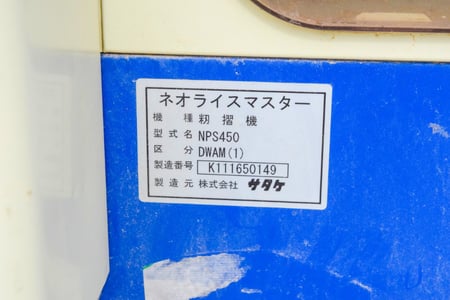 ネオライスマスター
機種 籾摺機
型式名 NPS450
区分 DWAM(1)
製造番号 K111650149
製造元 株式会社 サタケ